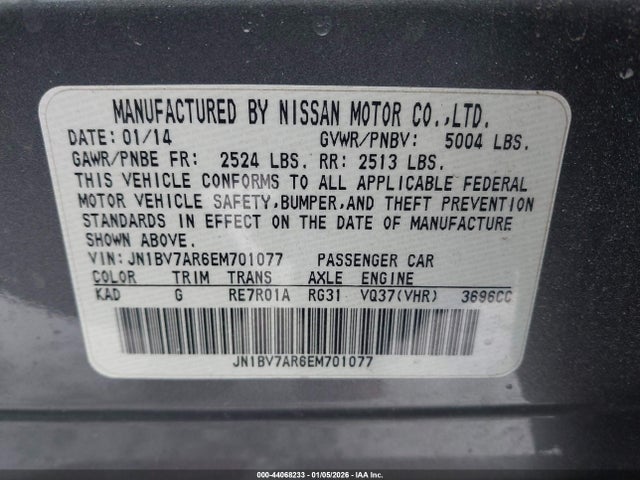 MANUFACTURED BY NISSAN MOTOR CO.,LTD.
DATE: 01/14 GVWR/PNBV: 5004 LBS.
GAWR/PNBE FR: 2524 LBS. RR: 2513 LBS.
THIS VEHICLE CONFORMS TO ALL APPLICABLE FEDERAL
MOTOR VEHICLE SAFETY,BUMPER,AND THEFT PREVENTION
STANDARDS IN EFFECT ON THE DATE OF MANUFACTURE
SHOWN ABOVE.
VIN: JN1BV7AR6EM701077 PASSENGER CAR
COLOR TRIM TRANS AXLE ENGINE
KAD G RE7R01A RG31 VQ37(VHR) 3696CC
JN1BV7AR6EM701077
000-44068233 - 01/05/2026 - IAA Inc.